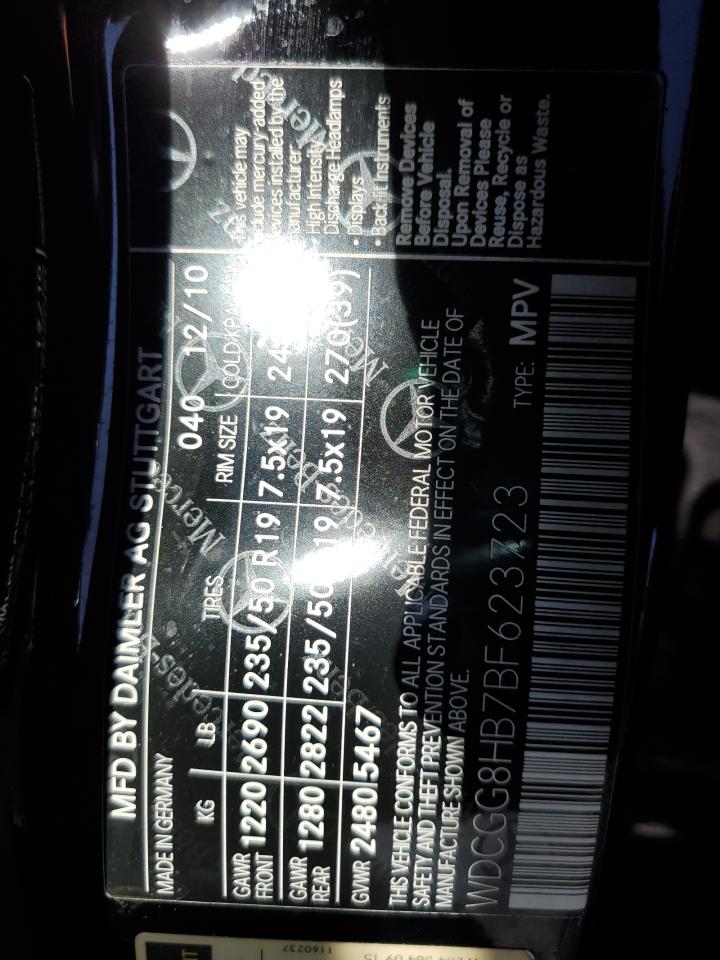 MFD BY DAIMLER AG STUTTGART
MADE IN GERMANY 040 12/10
KG LB TIRES RIM SIZE COLD
GAWR FRONT 1220 2690 235/50 R19 7.5x19
GAWR REAR 1280 2822 235/50 19 7.5x19 270(39)
GVWR 2480 5467
THIS VEHICLE CONFORMS TO ALL APPLICABLE FEDERAL MOTOR VEHICLE
SAFETY AND THEFT PREVENTION STANDARDS IN EFFECT ON THE DATE OF
MANUFACTURE SHOWN ABOVE.
WDCGG8HB7BF623723 TYPE: MPV
This vehicle may
include mercury-added
devices installed by the
manufacturer:
High Intensity
Discharge Headlamps
• Displays
• Instruments
Remove Devices
Before Vehicle
Disposal.
Upon Removal of
Devices Please
Reuse, Recycle or
Dispose as
Hazardous Waste.
1160237